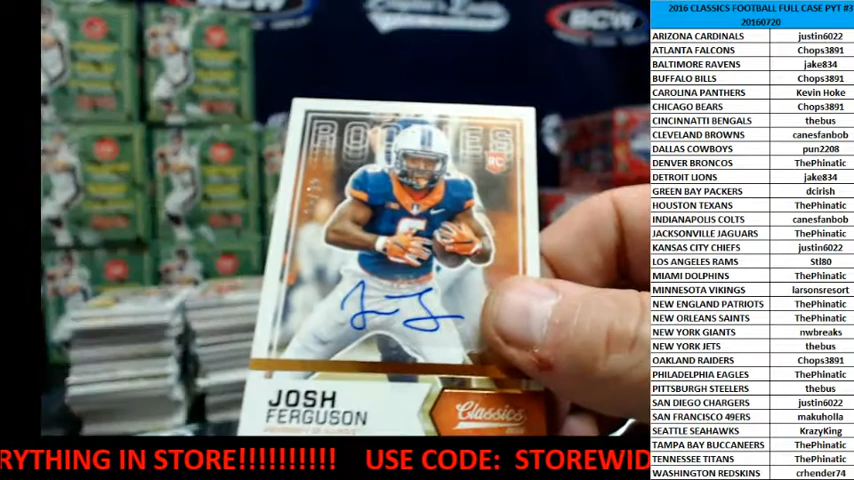 2016 CLASSICS FOOTBALL FULL CASE PYT #3
20160720
ARIZONA CARDINALS justin6022
ATLANTA FALCONS Chops3891
BALTIMORE RAVENS jake834
BUFFALO BILLS Chops3891
CAROLINA PANTHERS Kevin Hoke
CHICAGO BEARS Chops3891
CINCINNATI BENGALS thebus
CLEVELAND BROWNS canesfanbob
DALLAS COWBOYS pun2208
DENVER BRONCOS ThePhinatic
DETROIT LIONS jake834
GREEN BAY PACKERS dcirish
HOUSTON TEXANS ThePhinatic
INDIANAPOLIS COLTS canesfanbob
JACKSONVILLE JAGUARS ThePhinatic
KANSAS CITY CHIEFS justin6022
LOS ANGELES RAMS Stl80
MIAMI DOLPHINS ThePhinatic
MINNESOTA VIKINGS larsonsresort
NEW ENGLAND PATRIOTS ThePhinatic
NEW ORLEANS SAINTS ThePhinatic
NEW YORK GIANTS nwbreaks
NEW YORK JETS thebus
OAKLAND RAIDERS Chops3891
PHILADELPHIA EAGLES ThePhinatic
PITTSBURGH STEELERS thebus
SAN DIEGO CHARGERS justin6022
SAN FRANCISCO 49ERS makuholla
SEATTLE SEAHAWKS KrazyKing
TAMPA BAY BUCCANEERS ThePhinatic
TENNESSEE TITANS ThePhinatic
WASHINGTON REDSKINS crhender74
BCW
ROOKIES
RC
JOSH
FERGUSON
Classics
RYTHING IN STORE!!!!!!!!!! USE CODE: STOREWID